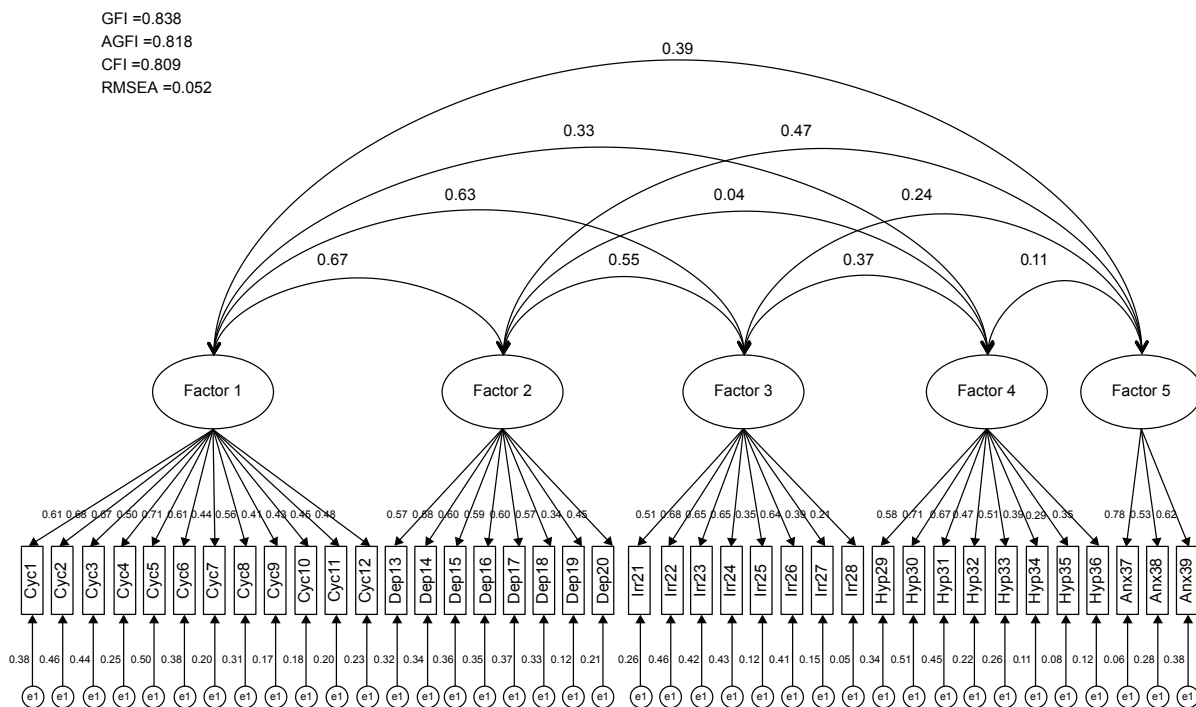 GFI =0.838
AGFI =0.818
CFI =0.809
RMSEA =0.052
0.39
0.33 0.47
0.63 0.04 0.24
0.67 0.55 0.37 0.11
Factor 1 Factor 2 Factor 3 Factor 4 Factor 5
0.61 0.68 0.67 0.50 0.71 0.61 0.44 0.56 0.41 0.43 0.45 0.48 0.57 0.58 0.60 0.59 0.60 0.57 0.34 0.45 0.51 0.68 0.65 0.65 0.35 0.64 0.39 0.21 0.58 0.71 0.67 0.47 0.51 0.39 0.29 0.35 0.78 0.53 0.62
Cyc1 Cyc2 Cyc3 Cyc4 Cyc5 Cyc6 Cyc7 Cyc8 Cyc9 Cyc10 Cyc11 Cyc12 Dep13 Dep14 Dep15 Dep16 Dep17 Dep18 Dep19 Dep20 Irr21 Irr22 Irr23 Irr24 Irr25 Irr26 Irr27 Irr28 Hyp29 Hyp30 Hyp31 Hyp32 Hyp33 Hyp34 Hyp35 Hyp36 Anx37 Anx38 Anx39
0.38 0.46 0.44 0.25 0.50 0.38 0.20 0.31 0.17 0.18 0.20 0.23 0.32 0.34 0.36 0.35 0.37 0.33 0.12 0.21 0.26 0.46 0.42 0.43 0.12 0.41 0.15 0.05 0.34 0.51 0.45 0.22 0.26 0.11 0.08 0.12 0.06 0.28 0.38
e1 e1 e1 e1 e1 e1 e1 e1 e1 e1 e1 e1 e1 e1 e1 e1 e1 e1 e1 e1 e1 e1 e1 e1 e1 e1 e1 e1 e1 e1 e1 e1 e1 e1 e1 e1 e1 e1 e1